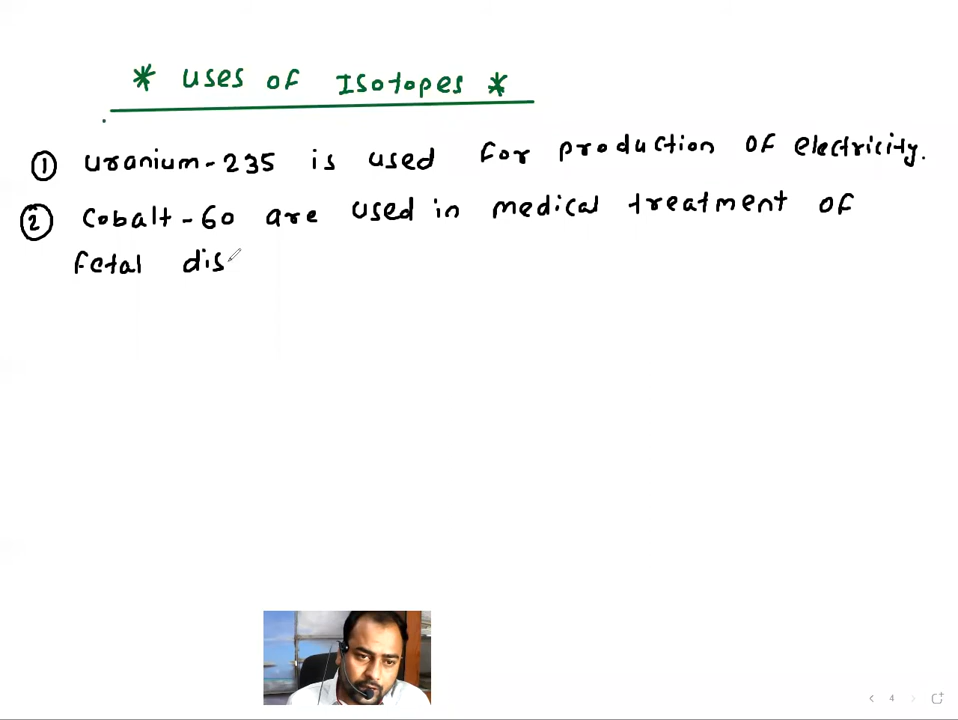 * Uses of Isotopes *
① Uranium-235 is used for production of electricity.
② Cobalt-60 are used in medical treatment of
fetal dis
4